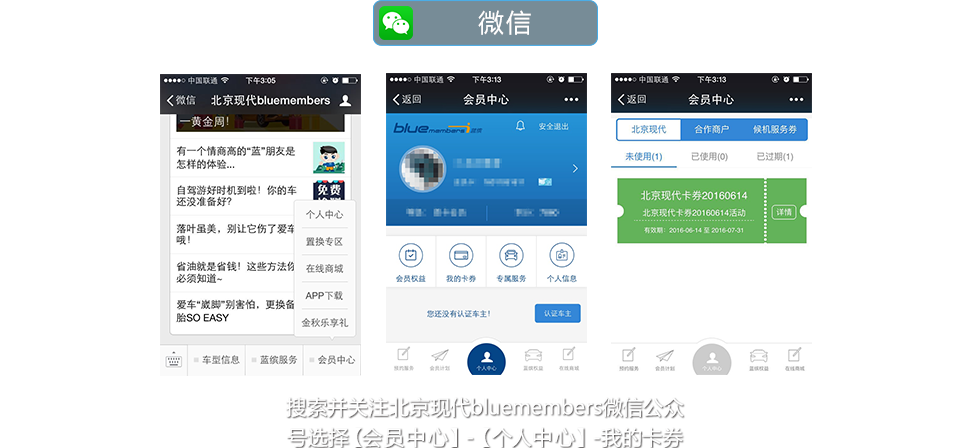 微信
中国联通 下午3:05
微信 北京现代bluemembers
一黄金周！
有一个情商高的“蓝”朋友是
怎样的体验...
自驾游好时机到啦！你的车
还没准备好？
免费
落叶虽美，别让它伤了爱车
哦！
省油就是省钱！这些方法你
必须知道~
爱车“崴脚”别害怕，更换备
胎SO EASY
个人中心
置换专区
在线商城
APP下载
金秋乐享礼
车型信息 蓝缤服务 会员中心
中国联通 下午3:13
返回 会员中心
bluemembers 蓝缤 安全退出
会员权益 我的卡券 专属服务 个人信息
您还没有认证车主！ 认证车主
预约服务 会员计划 个人中心 蓝缤权益 在线商城
中国联通 下午3:13
返回 会员中心
北京现代 合作商户 候机服务券
未使用(1) 已使用(0) 已过期(1)
北京现代卡券20160614
北京现代卡券20160614活动
有效期：2016-06-14 至 2016-07-31
详情
预约服务 会员计划 个人中心 蓝缤权益 在线商城
搜索并关注北京现代bluemembers微信公众
号选择【会员中心】-【个人中心】-我的卡券